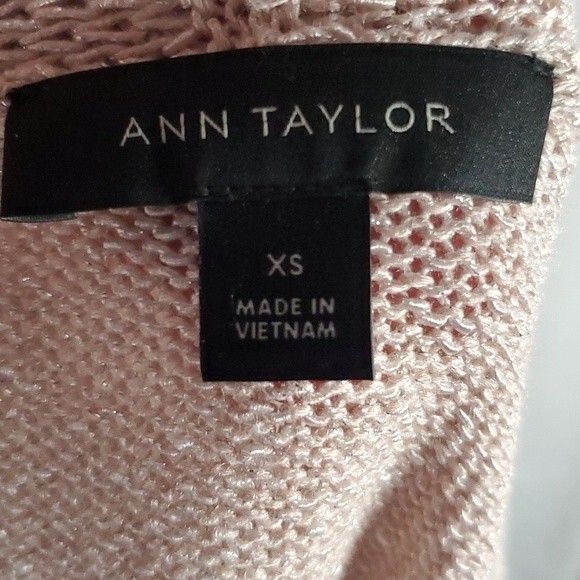 ANN TAYLOR
XS
MADE IN
VIETNAM